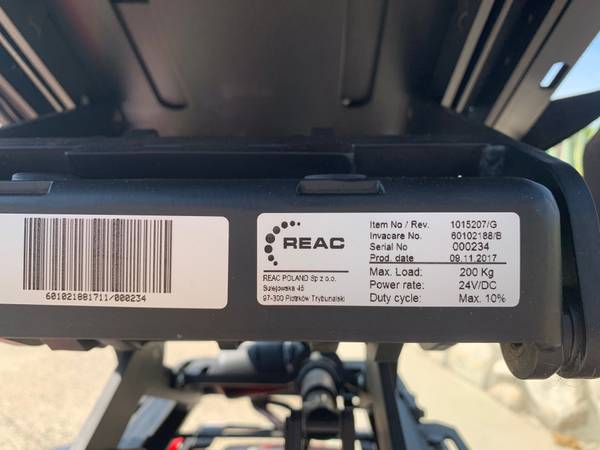 601021881711/000234
REAC
REAC POLAND Sp z o.o.
Sulejowska 45
97-300 Piotrków Trybunalski
Item No / Rev. 1015207/G
Invacare No. 60102188/B
Serial No 000234
Prod. date 09.11.2017
Max. Load: 200 Kg
Power rate: 24V/DC
Duty cycle: Max. 10%